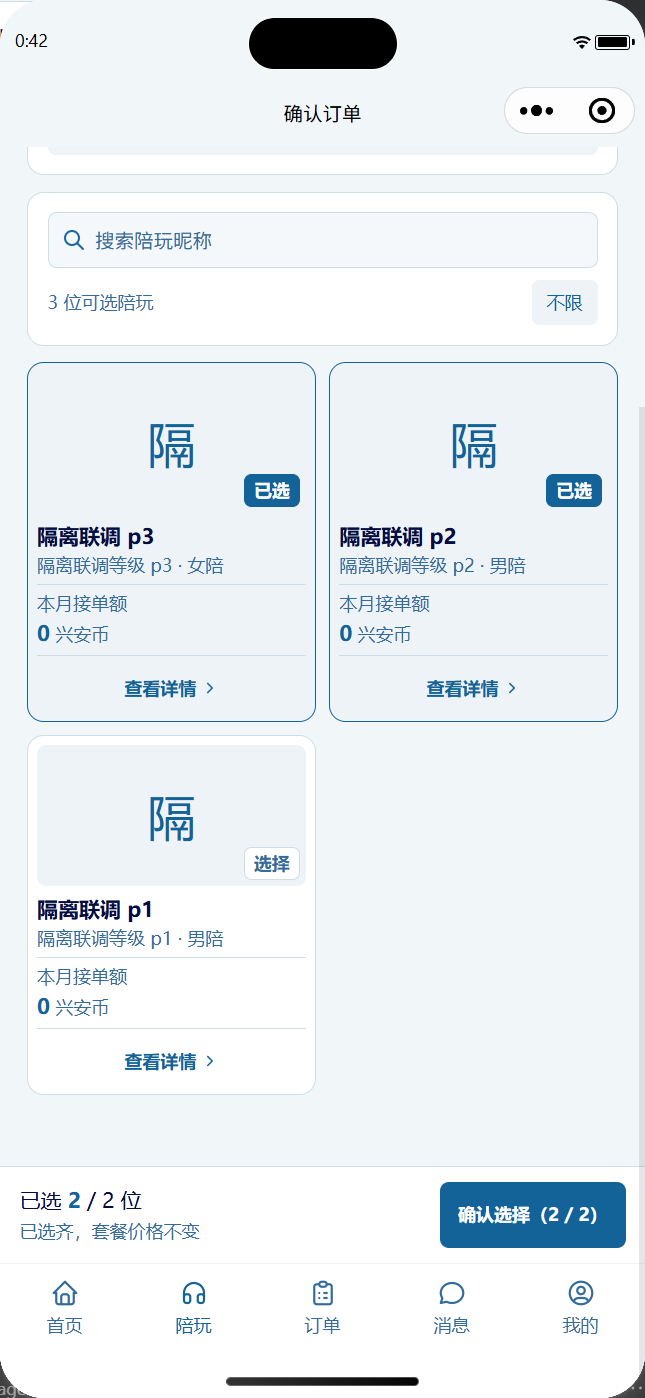 0:42
确认订单
搜索陪玩昵称
3 位可选陪玩
不限
隔
已选
隔离联调 p3
隔离联调等级 p3 · 女陪
本月接单额
0 兴安币
查看详情
隔
已选
隔离联调 p2
隔离联调等级 p2 · 男陪
本月接单额
0 兴安币
查看详情
隔
选择
隔离联调 p1
隔离联调等级 p1 · 男陪
本月接单额
0 兴安币
查看详情
已选 2 / 2 位
已选齐，套餐价格不变
确认选择（2 / 2）
首页
陪玩
订单
消息
我的